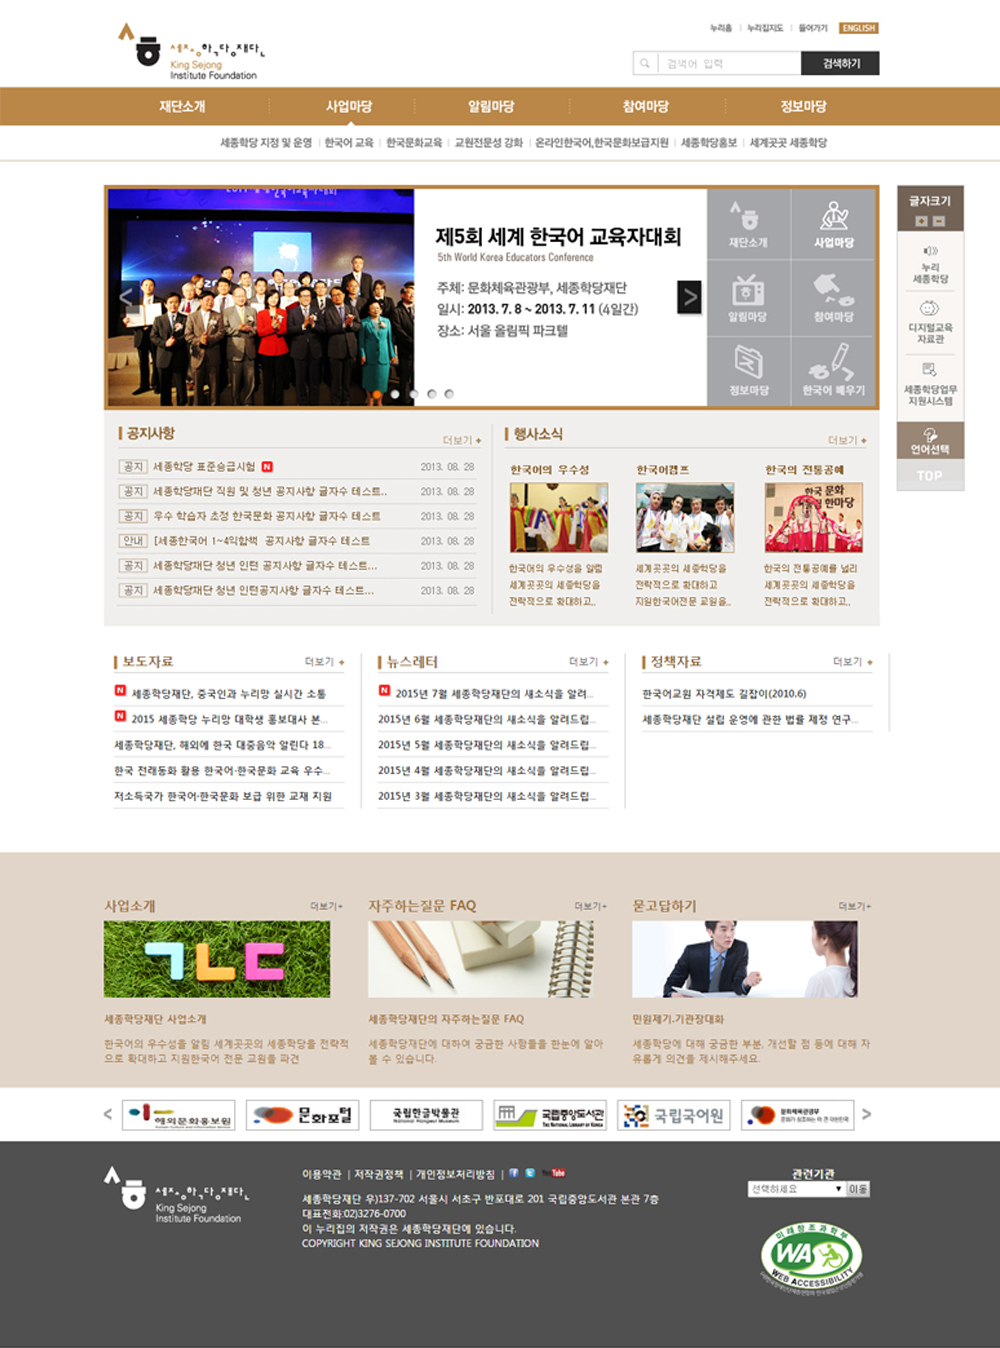 누리홈 | 누리집지도 | 들어가기 ENGLISH
세종학당재단
King Sejong
Institute Foundation
검색어 입력 검색하기
재단소개 사업마당 알림마당 참여마당 정보마당
세종학당 지정 및 운영 | 한국어 교육 | 한국문화교육 | 교원전문성 강화 | 온라인한국어,한국문화보급지원 | 세종학당홍보 | 세계곳곳 세종학당
제5회 세계 한국어 교육자대회
5th World Korea Educators Conference
주체: 문화체육관광부, 세종학당재단
일시: 2013. 7. 8 ~ 2013. 7. 11 (4일간)
장소: 서울 올림픽 파크텔
재단소개 사업마당
알림마당 참여마당
정보마당 한국어 배우기
글자크기
누리
세종학당
디지털교육
자료관
세종학당업무
지원시스템
언어선택
TOP
공지사항 더보기 +
공지 세종학당 표준승급시험 N 2013. 08. 28
공지 세종학당재단 직원 및 청년 공지사항 글자수 테스트.. 2013. 08. 28
공지 우수 학습자 초청 한국문화 공지사항 글자수 테스트 2013. 08. 28
안내 [세종한국어 1~4익합책 공지사항 글자수 테스트 2013. 08. 28
공지 세종학당재단 청년 인턴 공지사항 글자수 테스트... 2013. 08. 28
공지 세종학당재단 청년 인턴공지사항 글자수 테스트... 2013. 08. 28
행사소식 더보기 +
한국어의 우수성 한국어캠프 한국의 전통공예
한국 문화
한마당
한국어의 우수성을 알림
세계곳곳의 세종학당을
전략적으로 확대하고..
세계곳곳의 세종학당을
전략적으로 확대하고
지원한국어전문 교원을..
한국의 전통공예를 널리
세계곳곳의 세종학당을
전략적으로 확대하고..
보도자료 더보기 +
N 세종학당재단, 중국인과 누리망 실시간 소통
N 2015 세종학당 누리망 대학생 홍보대사 본...
세종학당재단, 해외에 한국 대중음악 알린다 18...
한국 전래동화 활용 한국어·한국문화 교육 우수...
저소득국가 한국어·한국문화 보급 위한 교재 지원
뉴스레터 더보기 +
N 2015년 7월 세종학당재단의 새소식을 알려...
2015년 6월 세종학당재단의 새소식을 알려드립...
2015년 5월 세종학당재단의 새소식을 알려드립...
2015년 4월 세종학당재단의 새소식을 알려드립...
2015년 3월 세종학당재단의 새소식을 알려드립...
정책자료 더보기 +
한국어교원 자격제도 길잡이(2010.6)
세종학당재단 설립 운영에 관한 법률 제정 연구...
사업소개 더보기+
ㄱㄴㄷ
세종학당재단 사업소개
한국어의 우수성을 알림 세계곳곳의 세종학당을 전략적
으로 확대하고 지원한국어 전문 교원을 파견
자주하는질문 FAQ 더보기+
세종학당재단의 자주하는질문 FAQ
세종학당재단에 대하여 궁금한 사항들을 한눈에 알아
볼 수 있습니다.
묻고답하기 더보기+
민원제기.기관장대화
세종학당에 대해 궁금한 부분, 개선할 점 등에 대해 자
유롭게 의견을 제시해주세요.
해외문화홍보원
문화포털
국립한글박물관
National Hangeul Museum
국립중앙도서관
THE NATIONAL LIBRARY OF KOREA
국립국어원
문화체육관광부
세종학당재단
King Sejong
Institute Foundation
이용약관 | 저작권정책 | 개인정보처리방침 |
세종학당재단 우)137-702 서울시 서초구 반포대로 201 국립중앙도서관 본관 7층
대표전화:02)3276-0700
이 누리집의 저작권은 세종학당재단에 있습니다.
COPYRIGHT KING SEJONG INSTITUTE FOUNDATION
관련기관
선택하세요 이동
미래창조과학부
WA
WEB ACCESSIBILITY